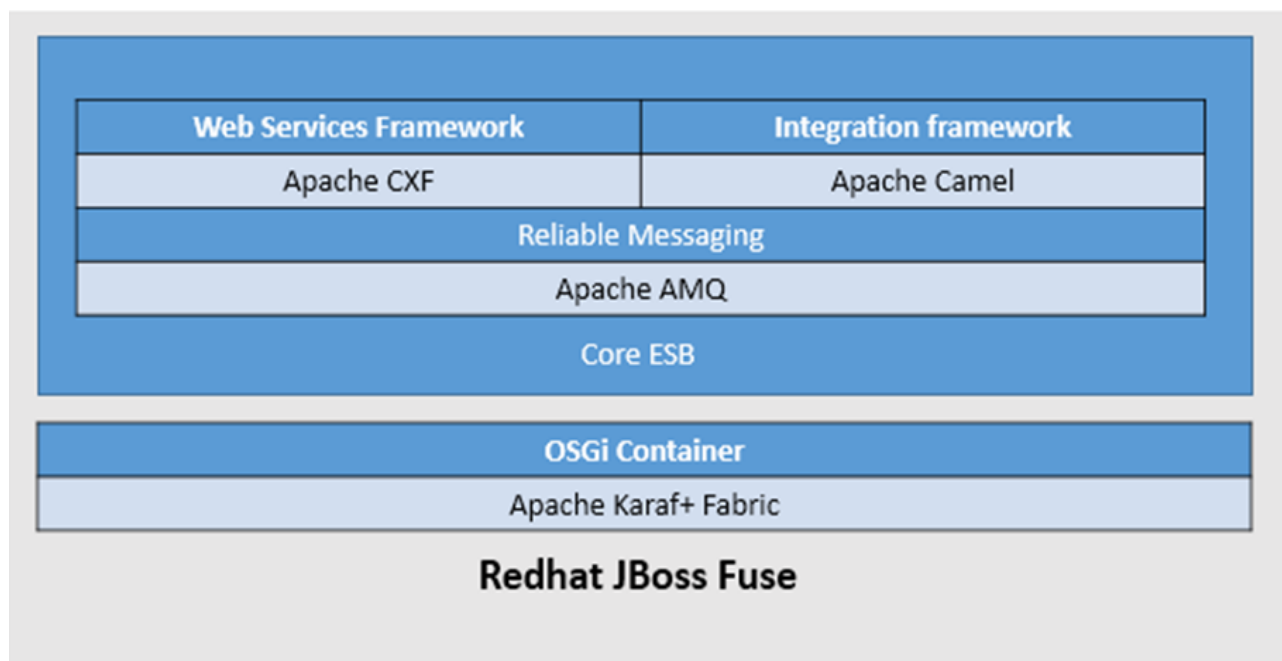 Web Services Framework
Integration framework
Apache CXF
Apache Camel
Reliable Messaging
Apache AMQ
Core ESB
OSGi Container
Apache Karaf+ Fabric
Redhat JBoss Fuse